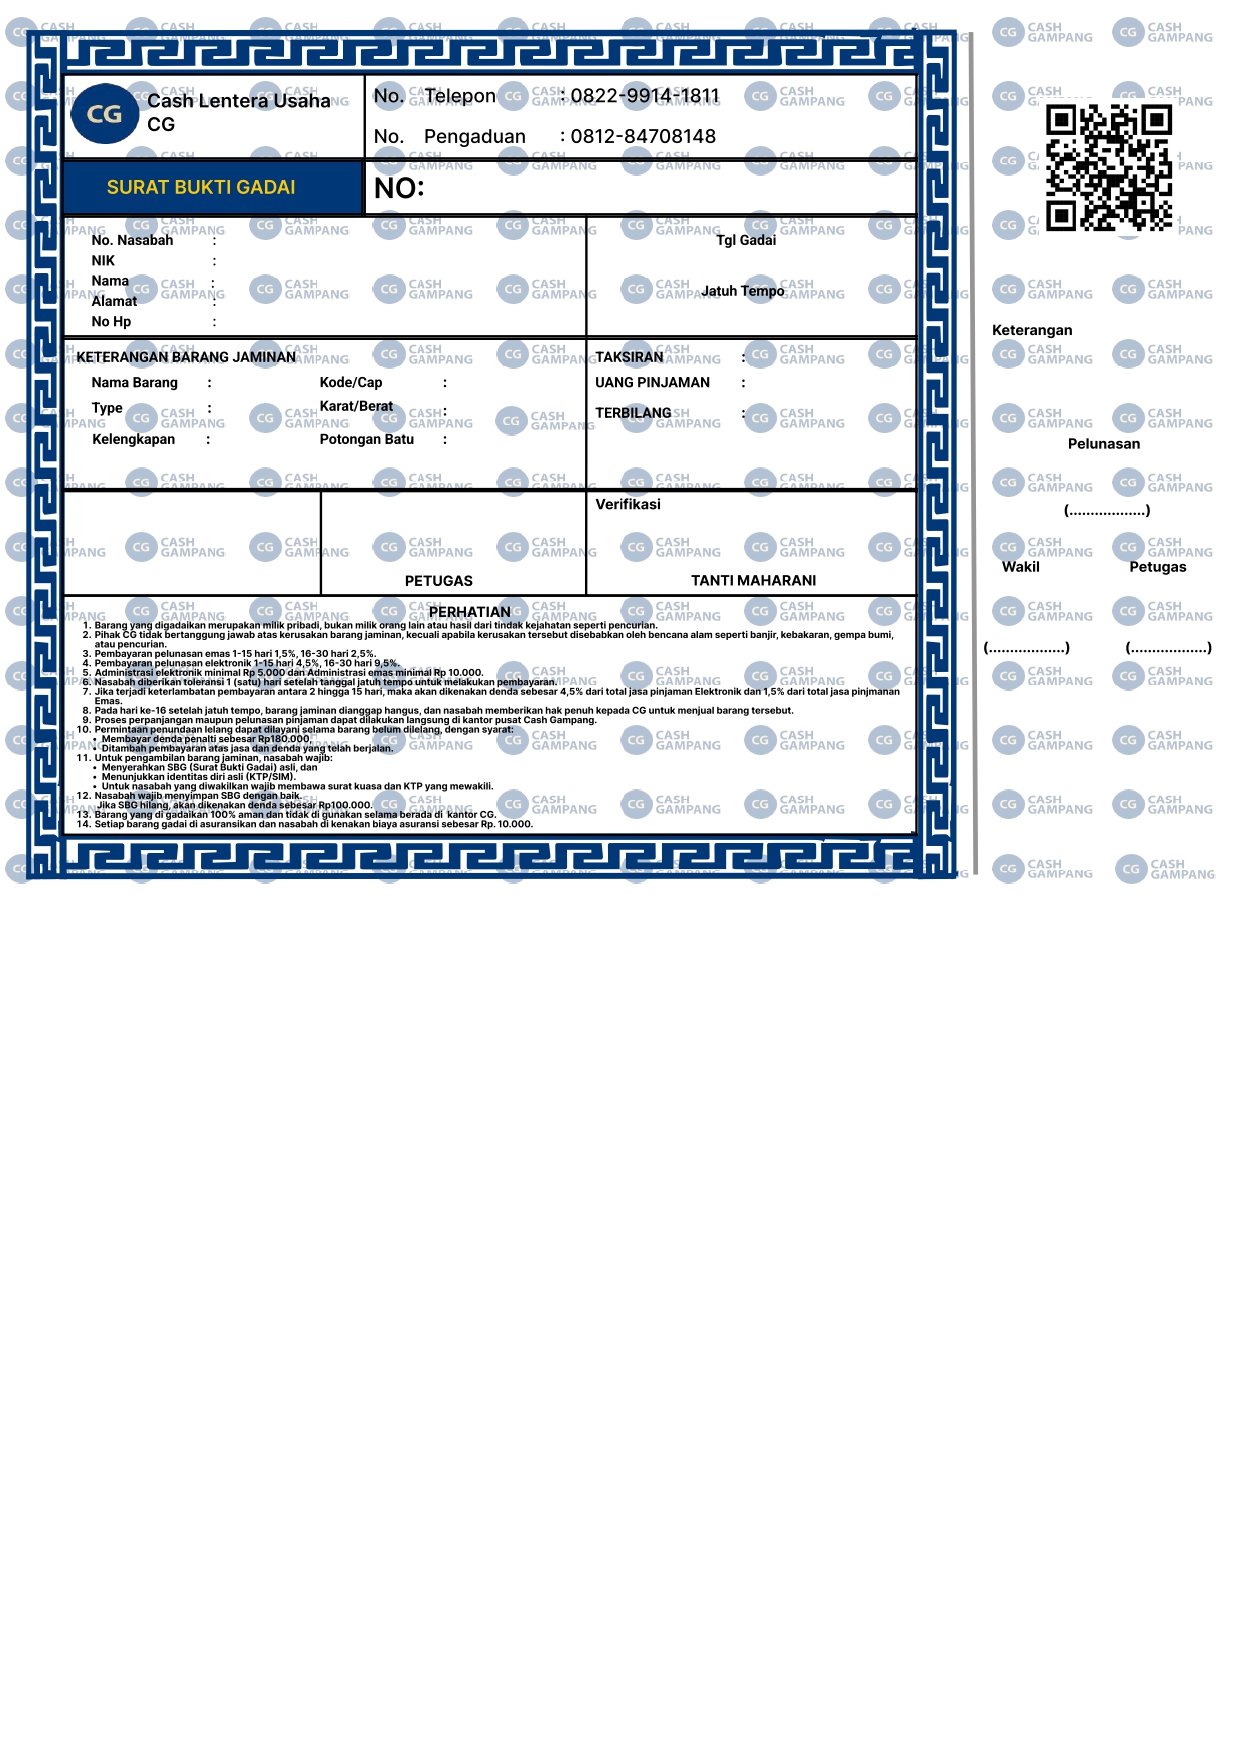 CG
Cash Lentera Usaha
CG
No. Telepon : 0822-9914-1811
No. Pengaduan : 0812-84708148
SURAT BUKTI GADAI
NO:
No. Nasabah :
NIK :
Nama :
Alamat :
No Hp :
Tgl Gadai
Jatuh Tempo
KETERANGAN BARANG JAMINAN
Nama Barang : Kode/Cap :
Type : Karat/Berat :
Kelengkapan : Potongan Batu :
TAKSIRAN :
UANG PINJAMAN :
TERBILANG :
Verifikasi
PETUGAS
TANTI MAHARANI
PERHATIAN
1. Barang yang digadaikan merupakan milik pribadi, bukan milik orang lain atau hasil dari tindak kejahatan seperti pencurian.
2. Pihak CG tidak bertanggung jawab atas kerusakan barang jaminan, kecuali apabila kerusakan tersebut disebabkan oleh bencana alam seperti banjir, kebakaran, gempa bumi,
atau pencurian.
3. Pembayaran pelunasan emas 1-15 hari 1,5%, 16-30 hari 2,5%.
4. Pembayaran pelunasan elektronik 1-15 hari 4,5%, 16-30 hari 9,5%.
5. Administrasi elektronik minimal Rp 5.000 dan Administrasi emas minimal Rp 10.000.
6. Nasabah diberikan toleransi 1 (satu) hari setelah tanggal jatuh tempo untuk melakukan pembayaran.
7. Jika terjadi keterlambatan pembayaran antara 2 hingga 15 hari, maka akan dikenakan denda sebesar 4,5% dari total jasa pinjaman Elektronik dan 1,5% dari total jasa pinjmanan
Emas.
8. Pada hari ke-16 setelah jatuh tempo, barang jaminan dianggap hangus, dan nasabah memberikan hak penuh kepada CG untuk menjual barang tersebut.
9. Proses perpanjangan maupun pelunasan pinjaman dapat dilakukan langsung di kantor pusat Cash Gampang.
10. Permintaan penundaan lelang dapat dilayani selama barang belum dilelang, dengan syarat:
• Membayar denda penalti sebesar Rp180.000,
• Ditambah pembayaran atas jasa dan denda yang telah berjalan.
11. Untuk pengambilan barang jaminan, nasabah wajib:
• Menyerahkan SBG (Surat Bukti Gadai) asli, dan
• Menunjukkan identitas diri asli (KTP/SIM).
• Untuk nasabah yang diwakilkan wajib membawa surat kuasa dan KTP yang mewakili.
12. Nasabah wajib menyimpan SBG dengan baik.
Jika SBG hilang, akan dikenakan denda sebesar Rp100.000.
13. Barang yang di gadaikan 100% aman dan tidak di gunakan selama berada di kantor CG.
14. Setiap barang gadai di asuransikan dan nasabah di kenakan biaya asuransi sebesar Rp. 10.000.
Keterangan
Pelunasan
(..................)
Wakil Petugas
(..................) (..................)
CG CASH GAMPANG